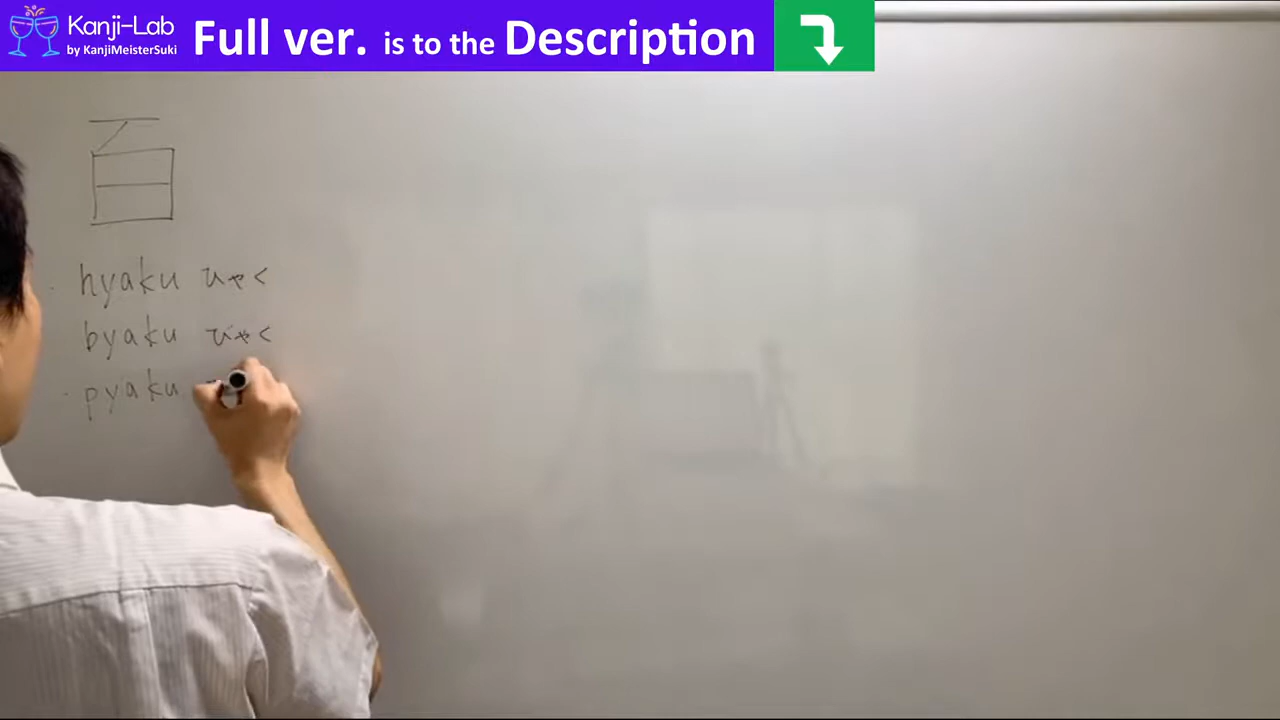 Kanji-Lab
by KanjiMeisterSuki
Full ver. is to the Description
百
hyaku ひゃく
byaku びゃく
pyaku